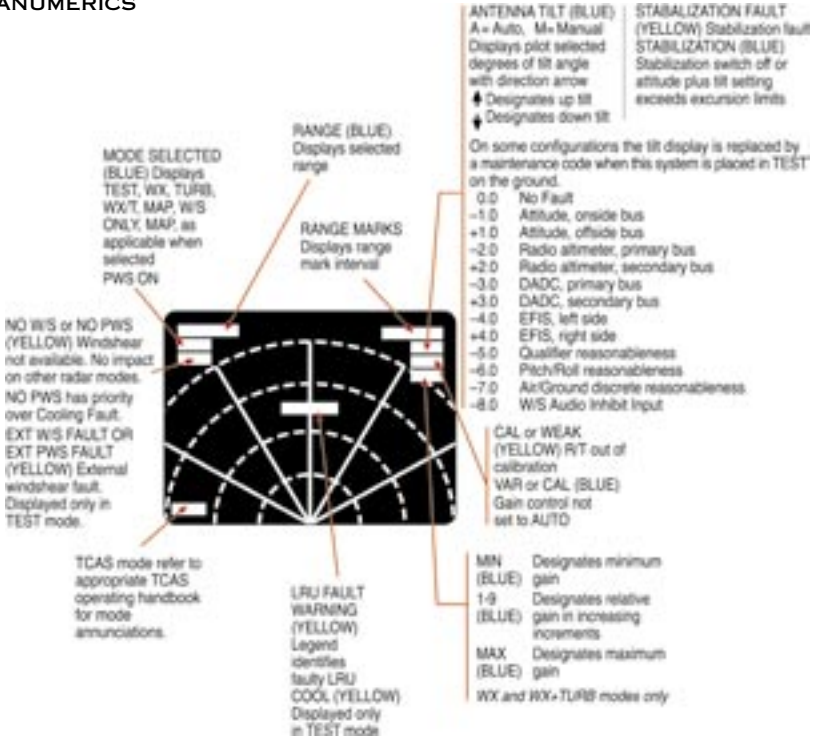 ANUMERICS
ANTENNA TILT (BLUE)
A = Auto, M= Manual
Displays plot selected
degrees of tilt angle
with direction arrow
Designates up tilt
Designates down tilt
STABALIZATION FAULT
(YELLOW) Stabilization fault
STABILIZATION (BLUE)
Stabilization switch off or
attitude plus tilt setting
exceeds excursion limits
On some configurations the tilt display is replaced by
a maintenance code when this system is placed in TEST
on the ground.
0.0 No Fault
–1.0 Attitude, onside bus
+1.0 Attitude, offside bus
–2.0 Radio altimeter, primary bus
+2.0 Radio altimeter, secondary bus
–3.0 DADC, primary bus
+3.0 DADC, secondary bus
–4.0 EFIS, left side
+4.0 EFIS, right side
–5.0 Qualifier reasonableness
–6.0 Pitch/Roll reasonableness
–7.0 Air/Ground discrete reasonableness
–8.0 W/S Audio Inhibit Input
RANGE (BLUE)
Displays selected
range
MODE SELECTED
(BLUE) Displays
TEST, WX, TURB,
WX/T, MAP, W/S
ONLY, MAP, as
applicable when
selected
PWS ON
RANGE MARKS
Displays range
mark interval
NO W/S or NO PWS
(YELLOW) Windshear
not available. No impact
on other radar modes.
NO PWS has priority
over Cooling Fault.
EXT W/S FAULT OR
EXT PWS FAULT
(YELLOW) External
windshear fault.
Displayed only in
TEST mode.
CAL or WEAK
(YELLOW) R/T out of
calibration
VAR or CAL (BLUE)
Gain control not
set to AUTO
TCAS mode refer to
appropriate TCAS
operating handbook
for mode
annunciations.
LRU FAULT
WARNING
(YELLOW)
Legend
identifies
faulty LRU
COOL (YELLOW)
Displayed only
in TEST mode
MIN Designates minimum
(BLUE) gain
1-9 Designates relative
(BLUE) gain in increasing
increments
MAX Designates maximum
(BLUE) gain
WX and WX+TURB modes only